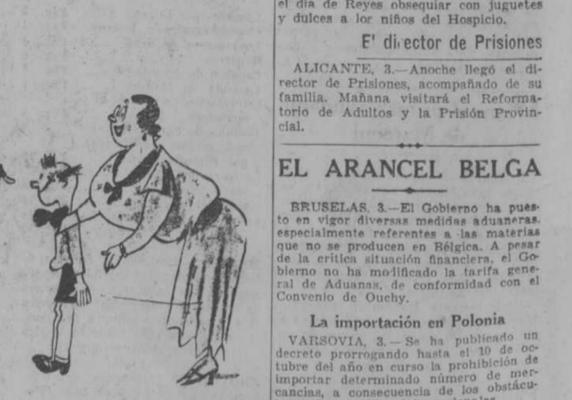 el día de Reyes obsequiar con juguetes
y dulces a lor niños del Hospicio.
E' director de Prisiones
ALICANTE, 3.—Anoche llegó el di-
rector de Prisiones, acompañado de su
familia. Mañana visitará el Reforma-
torio de Adultos y la Prisión Provin-
cial.
EL ARANCEL BELGA
BRUSELAS, 3.—El Gobierno ha pues-
to en vigor diversas medidas aduaneras,
especialmente referentes a las materias
que no se producen en Bélgica. A pesar
de la crítica situación financiera, el Go-
bierno no ha modificado la tarifa gene-
ral de Aduanas, de conformidad con el
Convenio de Ouchy.
La importación en Polonia
VARSOVIA, 3.—Se ha publicado un
decreto prorrogando hasta el 10 de oc-
tubre del año en curso la prohibición de
importar determinado número de mer-
cancías, a consecuencia de los obstácu-